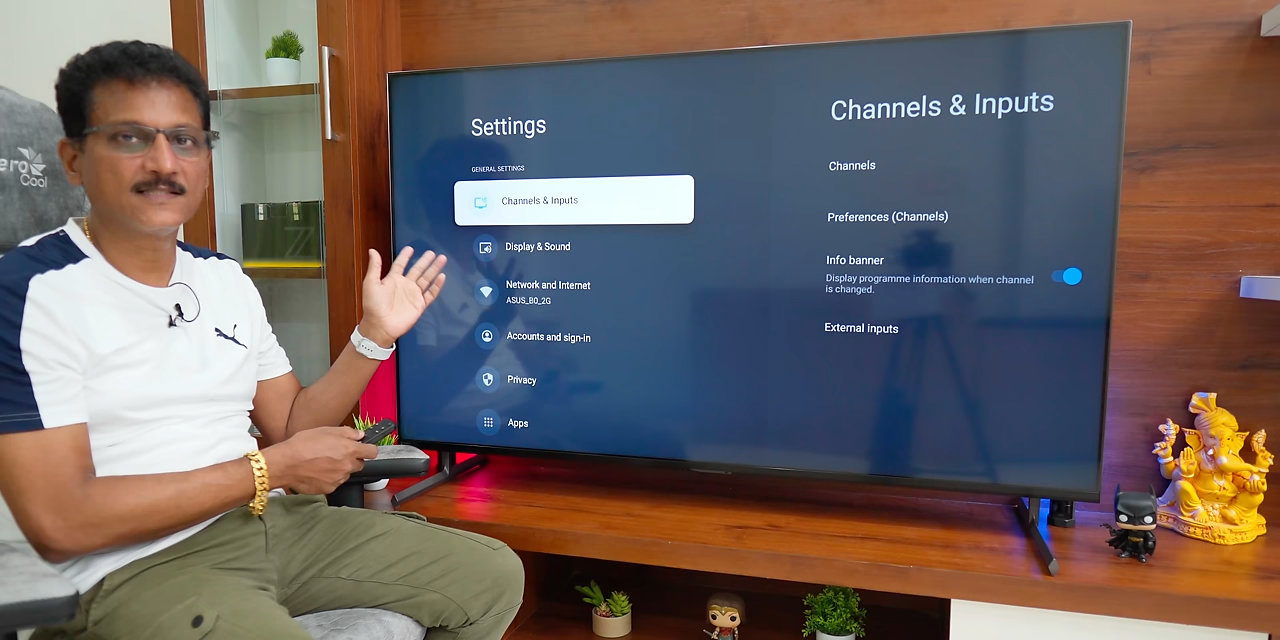 Cool
Settings
GENERAL SETTINGS
Channels & Inputs
Display & Sound
Network and Internet
ASUS_BQ_2G
Accounts and sign-in
Privacy
Apps
Channels & Inputs
Channels
Preferences (Channels)
Info banner
Display programme information when channel
is changed.
External inputs